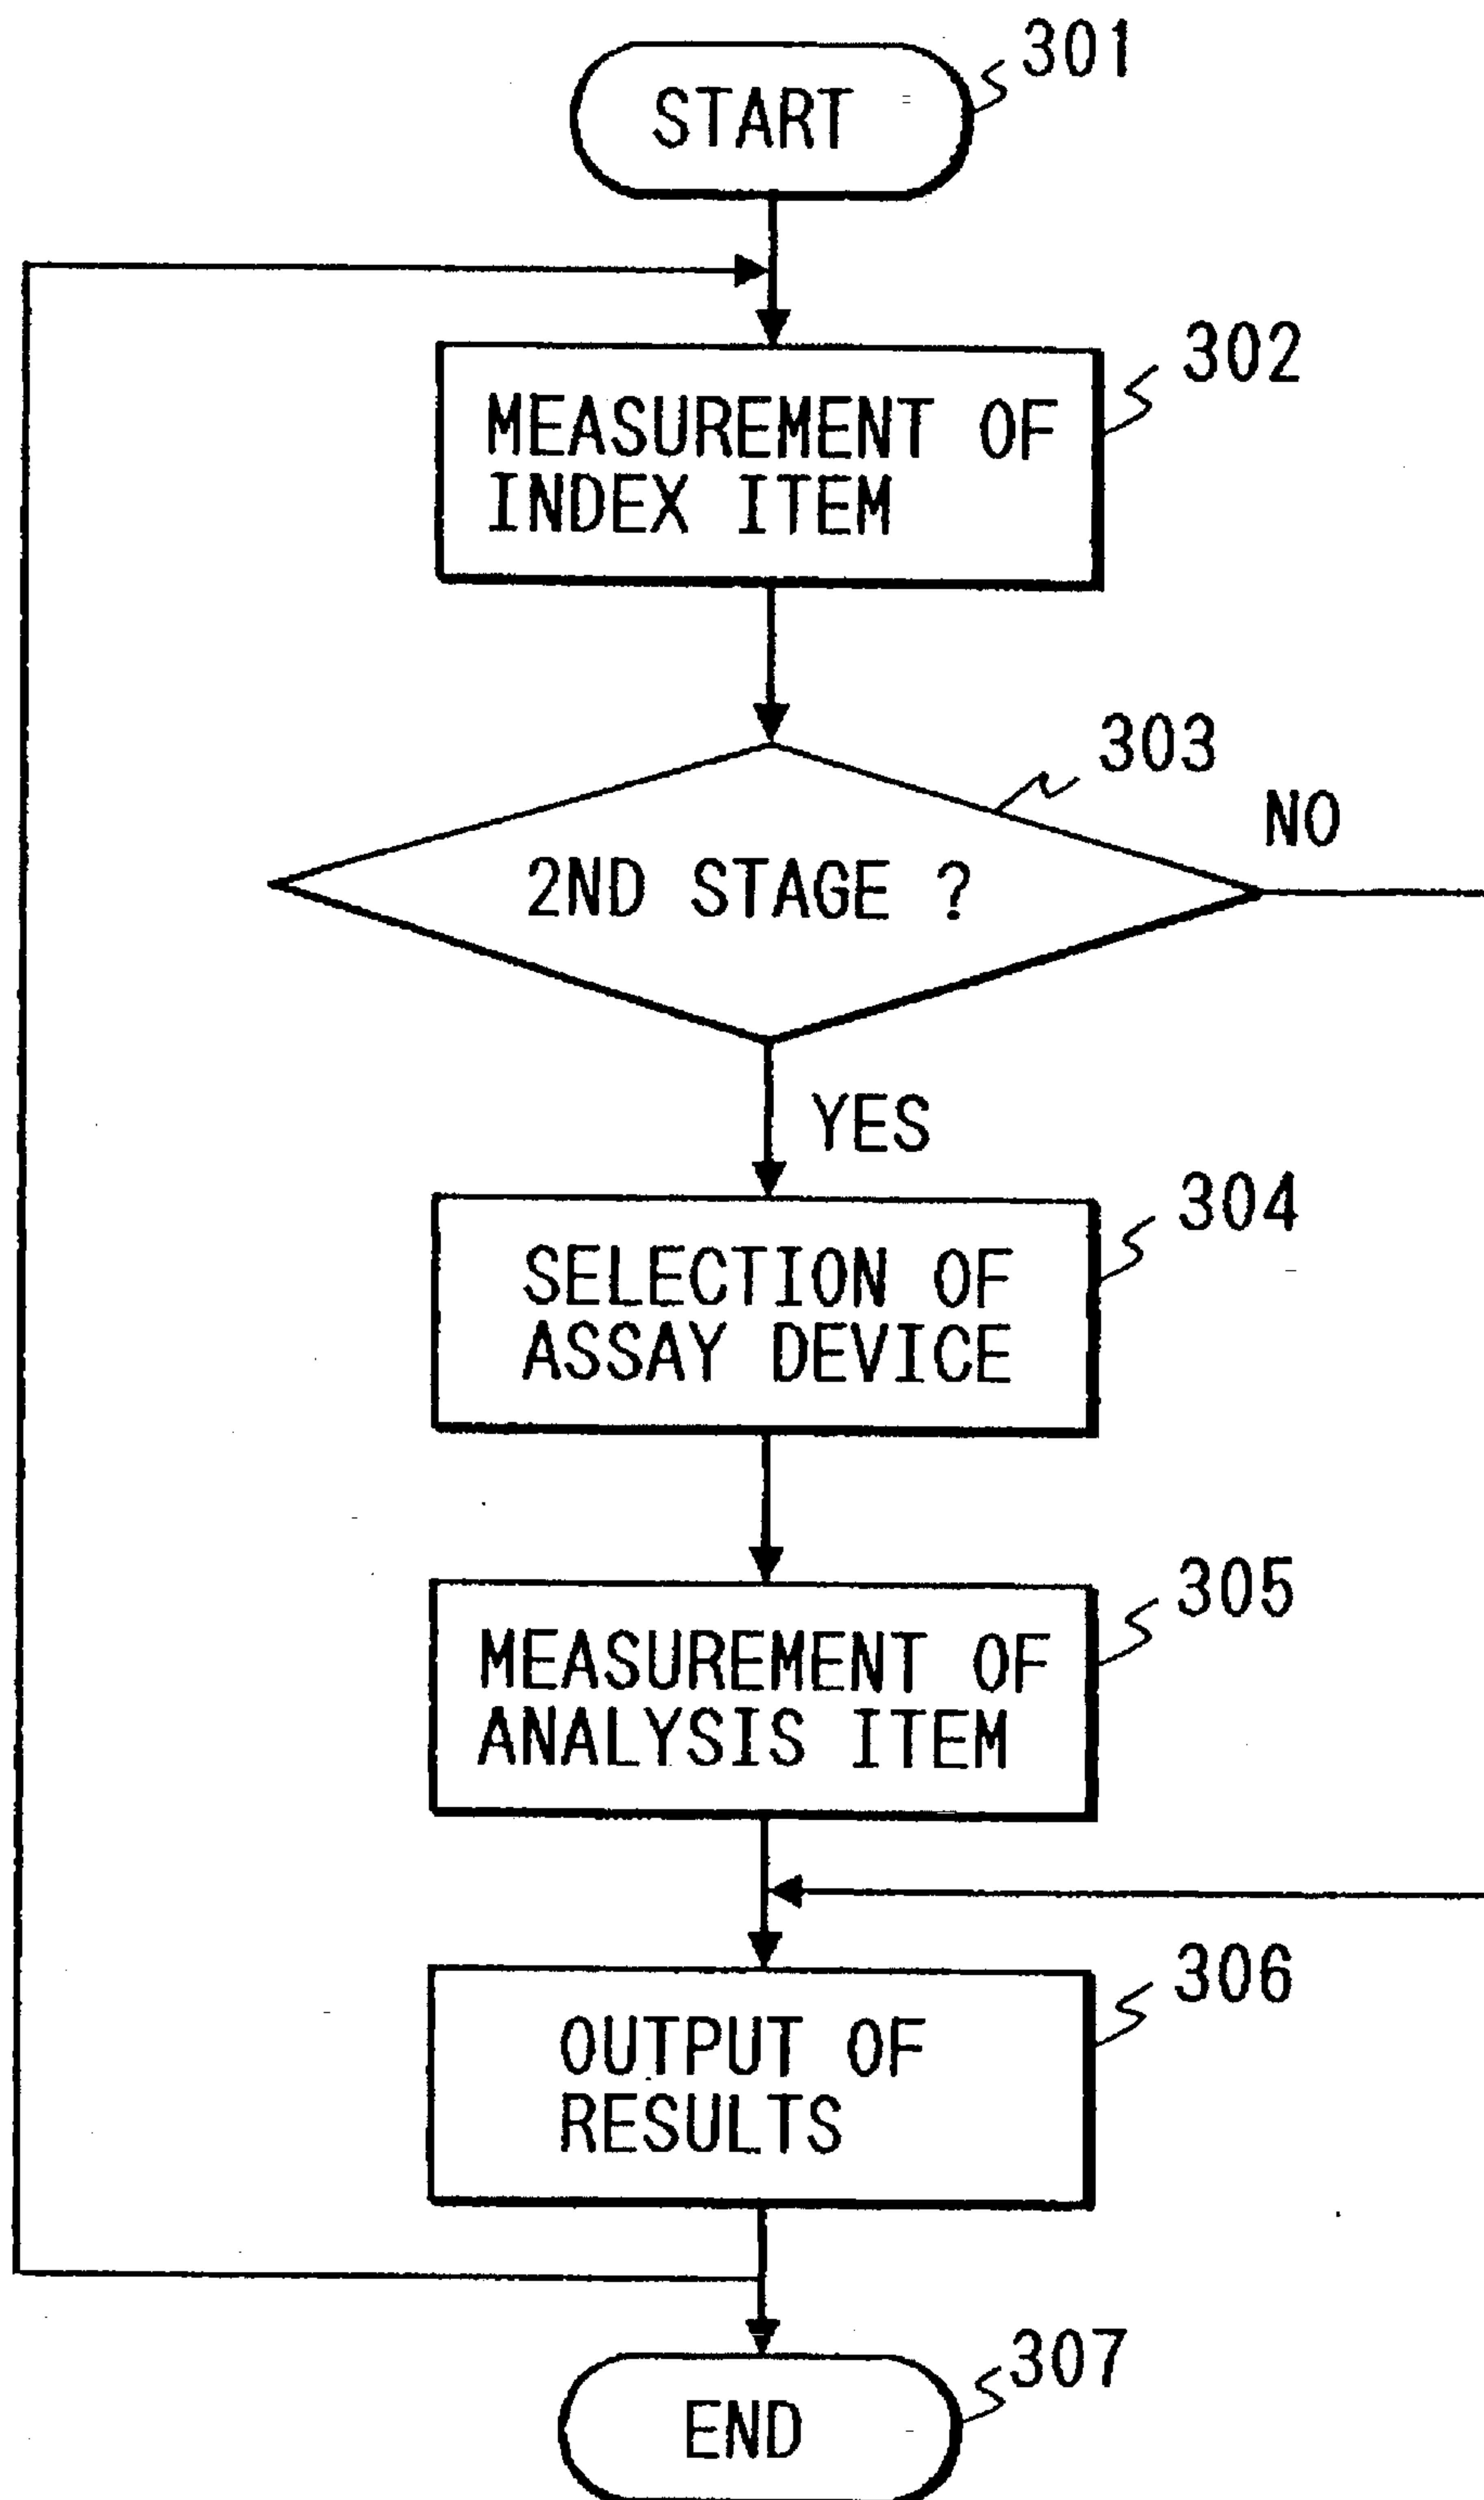 301
START
302
MEASUREMENT OF
INDEX ITEM
303
NO
2ND STAGE ?
YES
304
SELECTION OF
ASSAY DEVICE
305
MEASUREMENT OF
ANALYSIS ITEM
306
OUTPUT OF
RESULTS
307
END